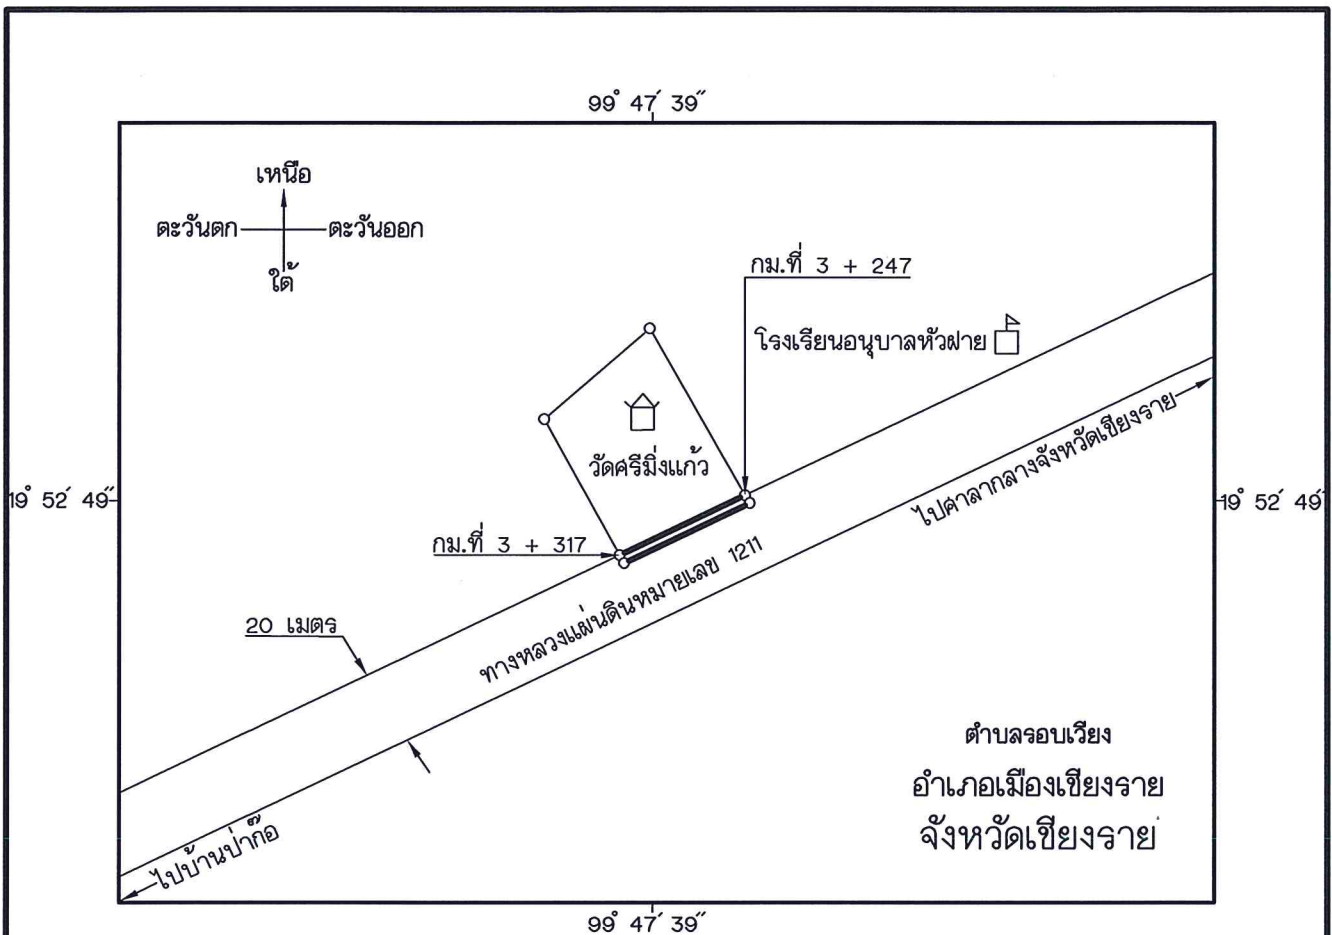 99° 47′ 39″
เหนือ
ตะวันตก
ตะวันออก
ใต้
กม.ที่ 3 + 247
โรงเรียนอนุบาลหัวฝาย
วัดศรีมิ่งแก้ว
ไปศาลากลางจังหวัดเชียงราย
19° 52′ 49″
19° 52′ 49″
กม.ที่ 3 + 317
ทางหลวงแผ่นดินหมายเลข 1211
20 เมตร
ตำบลรอบเวียง
อำเภอเมืองเชียงราย
จังหวัดเชียงราย
ไปบ้านป่าก๊อ
99° 47′ 39″